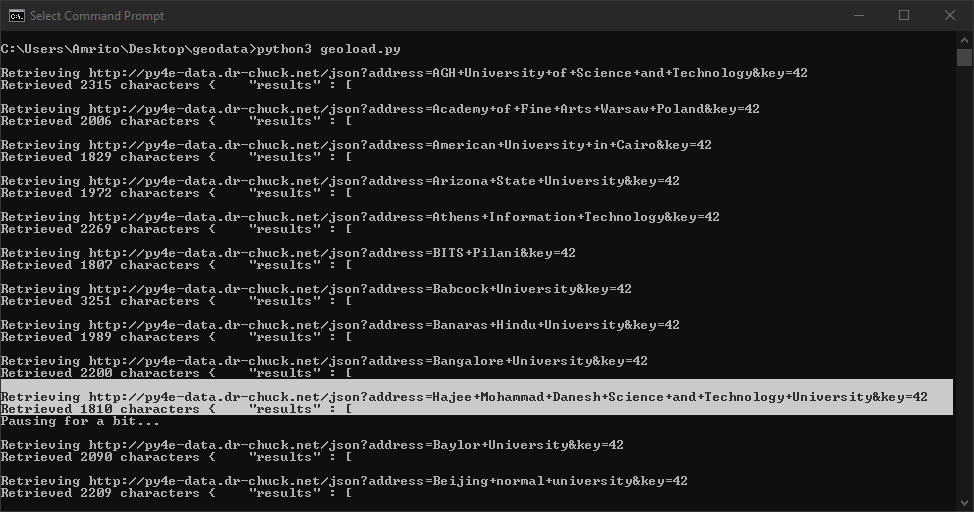 Select Command Prompt
C:\Users\Amrito\Desktop\geodata>python3 geoload.py
Retrieving http://py4e-data.dr-chuck.net/json?address=AGH+University+of+Science+and+Technology&key=42
Retrieved 2315 characters {    "results" : [
Retrieving http://py4e-data.dr-chuck.net/json?address=Academy+of+Fine+Arts+Warsaw+Poland&key=42
Retrieved 2006 characters {    "results" : [
Retrieving http://py4e-data.dr-chuck.net/json?address=American+University+in+Cairo&key=42
Retrieved 1829 characters {    "results" : [
Retrieving http://py4e-data.dr-chuck.net/json?address=Arizona+State+University&key=42
Retrieved 1972 characters {    "results" : [
Retrieving http://py4e-data.dr-chuck.net/json?address=Athens+Information+Technology&key=42
Retrieved 2269 characters {    "results" : [
Retrieving http://py4e-data.dr-chuck.net/json?address=BITS+Pilani&key=42
Retrieved 1807 characters {    "results" : [
Retrieving http://py4e-data.dr-chuck.net/json?address=Babcock+University&key=42
Retrieved 3251 characters {    "results" : [
Retrieving http://py4e-data.dr-chuck.net/json?address=Banaras+Hindu+University&key=42
Retrieved 1989 characters {    "results" : [
Retrieving http://py4e-data.dr-chuck.net/json?address=Bangalore+University&key=42
Retrieved 2200 characters {    "results" : [
Retrieving http://py4e-data.dr-chuck.net/json?address=Hajee+Mohammad+Danesh+Science+and+Technology+University&key=42
Retrieved 1810 characters {    "results" : [
Pausing for a bit...
Retrieving http://py4e-data.dr-chuck.net/json?address=Baylor+University&key=42
Retrieved 2090 characters {    "results" : [
Retrieving http://py4e-data.dr-chuck.net/json?address=Beijing+normal+university&key=42
Retrieved 2209 characters {    "results" : [